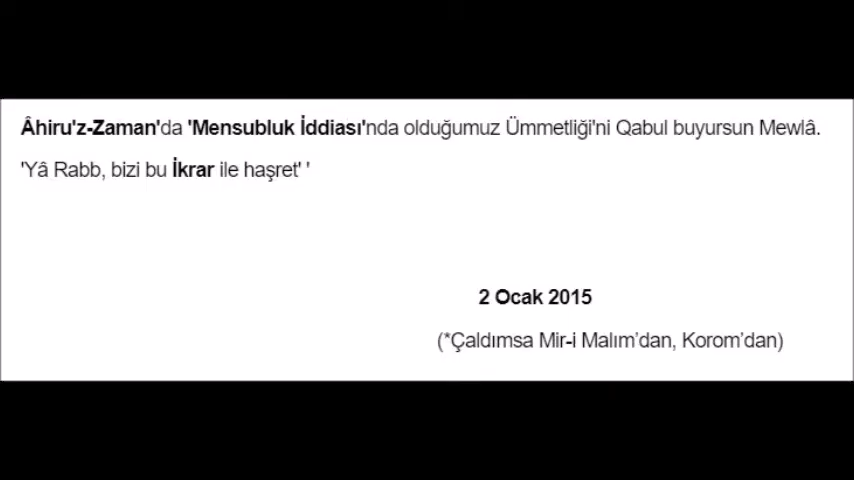 Âhiru'z-Zaman'da 'Mensubluk İddiası'nda olduğumuz Ümmetliği'ni Qabul buyursun Mewlâ.
'Yâ Rabb, bizi bu İkrar ile haşret' '
2 Ocak 2015
(*Çaldımsa Mir-i Malım’dan, Korom’dan)